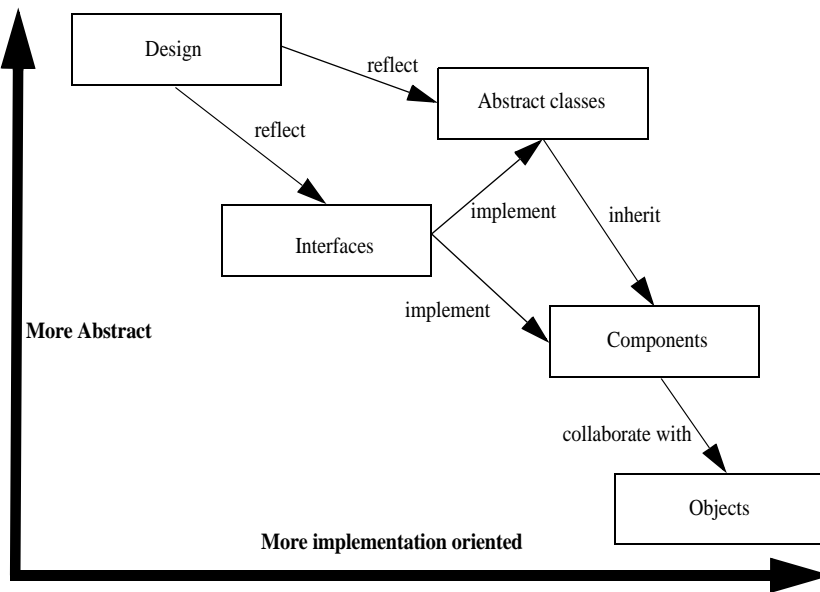 Design
reflect
Abstract classes
reflect
Interfaces
implement
inherit
implement
More Abstract
Components
collaborate with
Objects
More implementation oriented